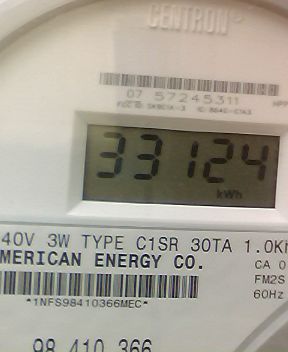 CENTRON®
07 57245311
33124
kWh
40V 3W TYPE C1SR 30TA 1.0Kh
MERICAN ENERGY CO.
CA 0
FM2S
60Hz
*1NFS98410366MEC*
98 410 366